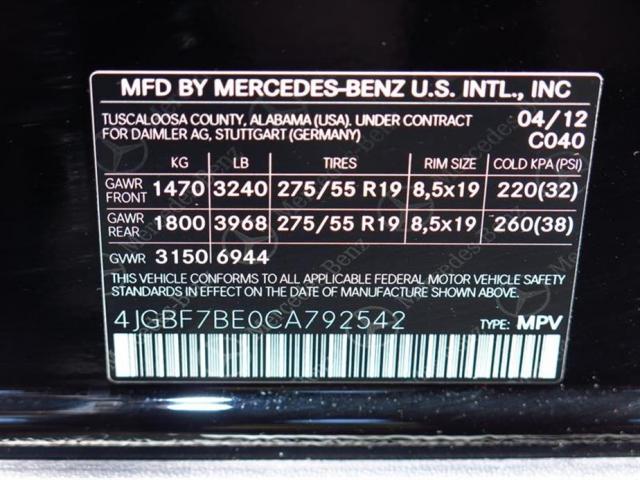 MFD BY MERCEDES-BENZ U.S. INTL., INC
TUSCALOOSA COUNTY, ALABAMA (USA). UNDER CONTRACT 04/12
FOR DAIMLER AG, STUTTGART (GERMANY) C040
KG LB TIRES RIM SIZE COLD KPA (PSI)
GAWR FRONT 1470 3240 275/55 R19 8,5x19 220(32)
GAWR REAR 1800 3968 275/55 R19 8,5x19 260(38)
GVWR 3150 6944
THIS VEHICLE CONFORMS TO ALL APPLICABLE FEDERAL MOTOR VEHICLE SAFETY
AND THEFT PREVENTION STANDARDS IN EFFECT ON THE
DATE OF MANUFACTURE SHOWN ABOVE.
4JGBF7BE0CA792542 TYPE: MPV